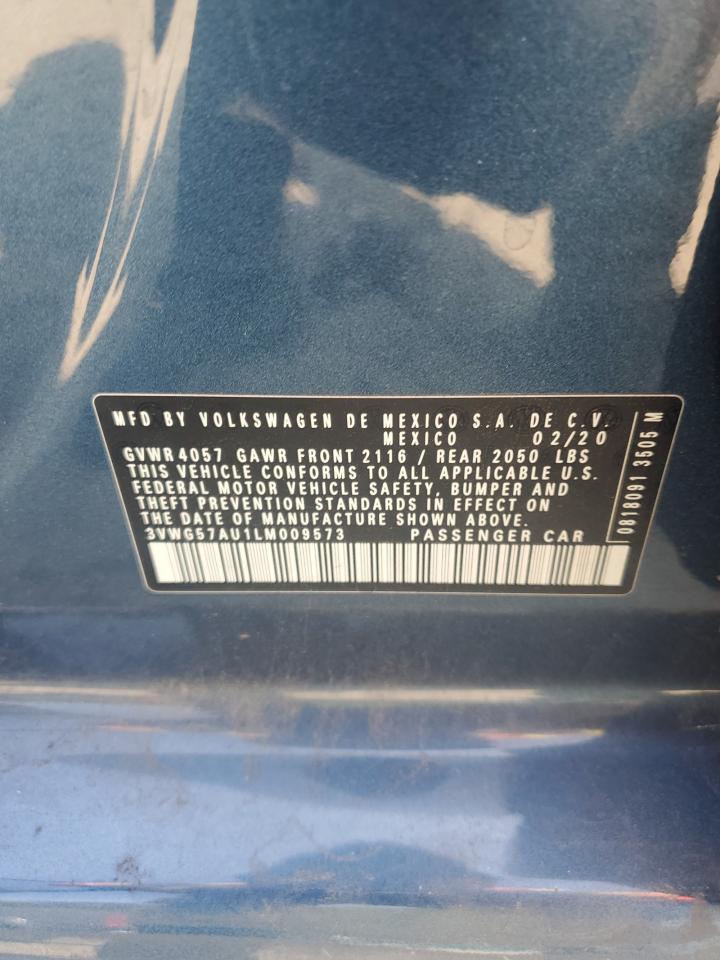 MFD BY VOLKSWAGEN DE MEXICO S.A. DE C.V.
MEXICO 02/20
GVWR 4057 GAWR FRONT 2116 / REAR 2050 LBS
THIS VEHICLE CONFORMS TO ALL APPLICABLE U.S.
FEDERAL MOTOR VEHICLE SAFETY, BUMPER AND
THEFT PREVENTION STANDARDS IN EFFECT ON
THE DATE OF MANUFACTURE SHOWN ABOVE.
3VWG57AU1LM009573 PASSENGER CAR
0818091 3505 M